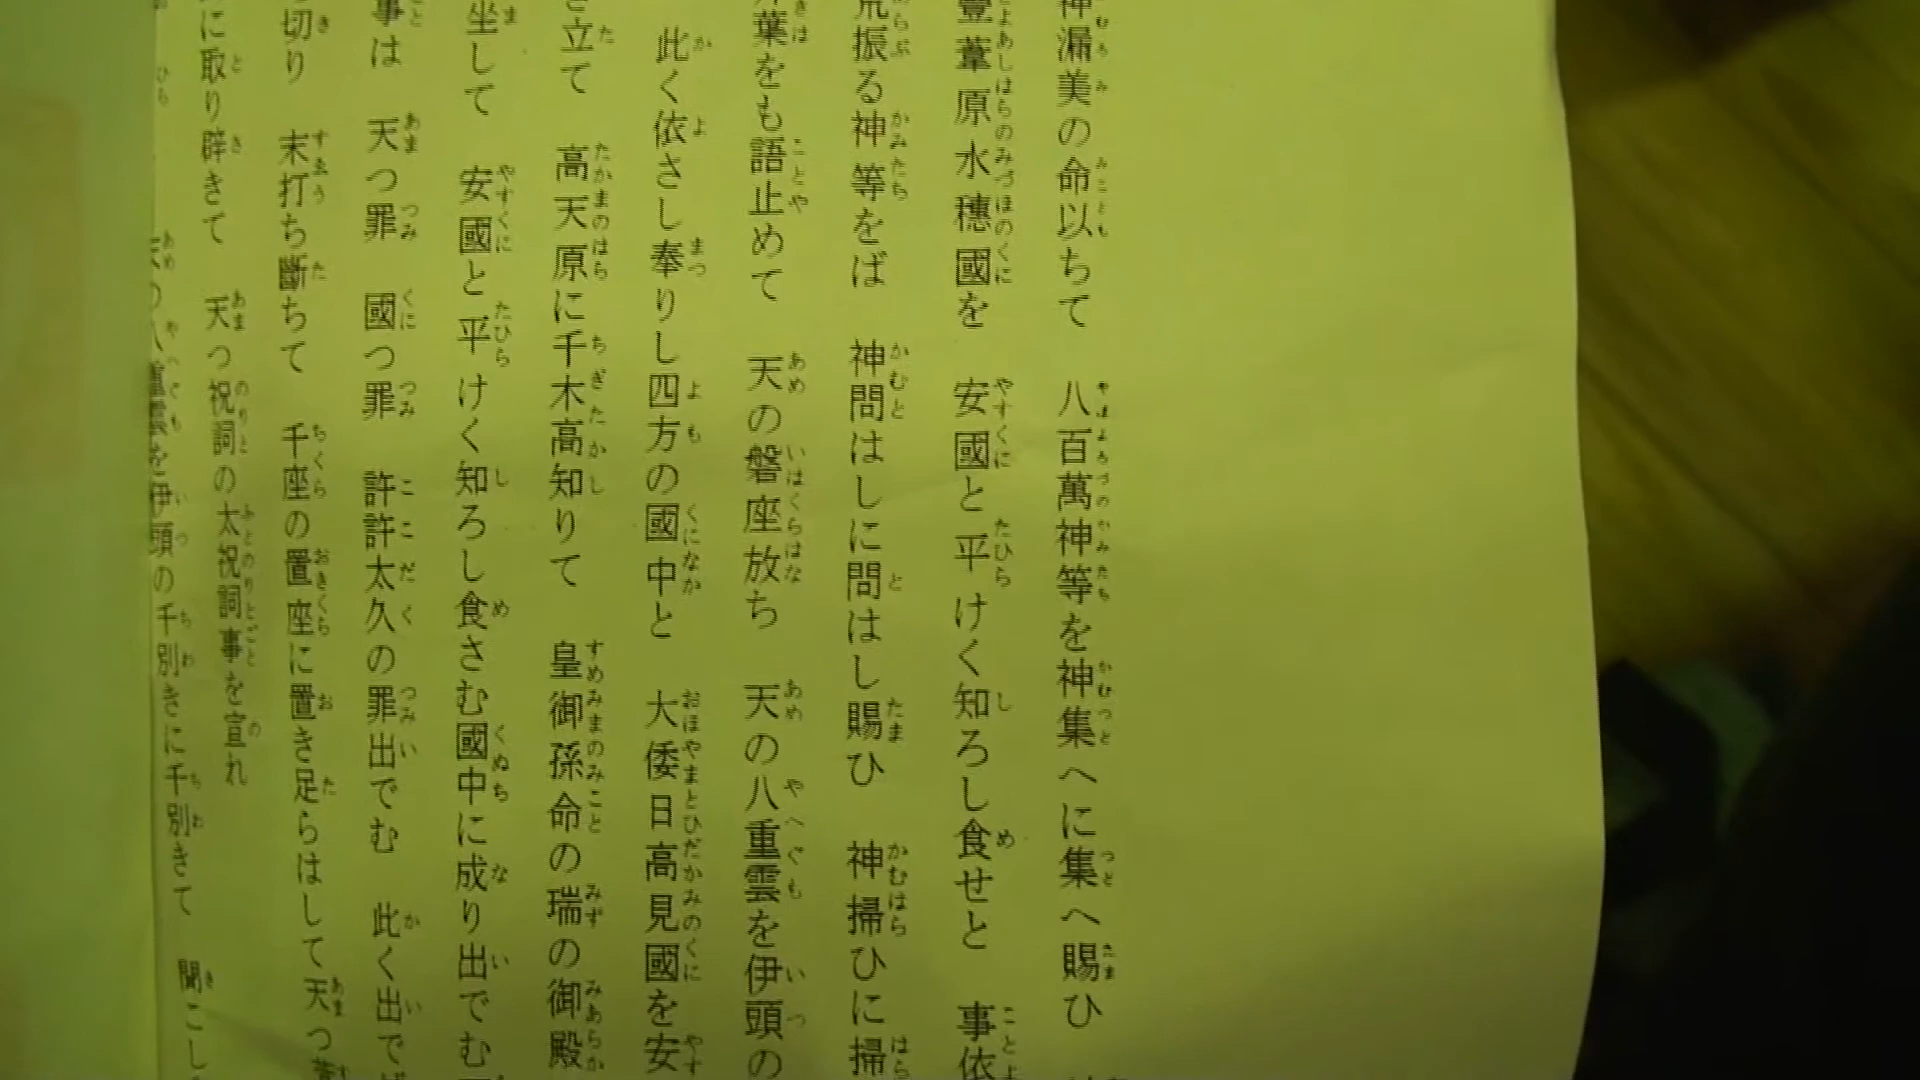 神漏美の命以ちて 八百萬神等を神集へに集へ賜ひ
豐葦原水穗國を 安國と平けく知ろし食せと 事依
荒振る神等をば 神問はしに問はし賜ひ 神掃ひに掃
葉をも語止めて 天の磐座放ち 天の八重雲を伊頭の
此く依さし奉りし四方の國中と 大倭日高見國を安
き立て 高天原に千木高知りて 皇御孫命の瑞の御殿
坐して 安國と平けく知ろし食さむ國中に成り出でむ
事は 天つ罪 國つ罪 許許太久の罪出でむ 此く出で
切り 末打ち斷ちて 千座の置座に置き足らはして 天つ
に取り辟きて 天つ祝詞の太祝詞事を宣れ
の八重雲を伊頭の千別きに千別きて 聞こし